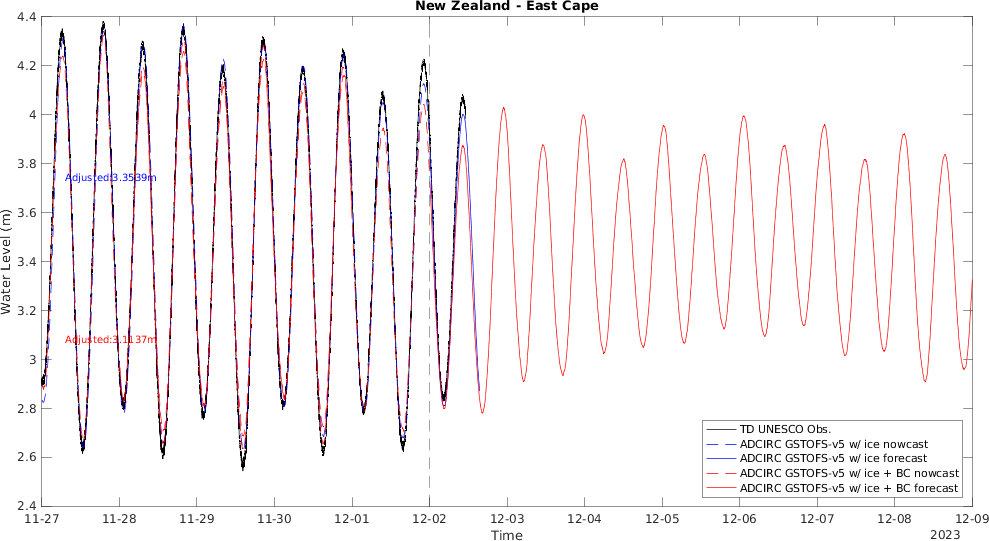 New Zealand - East Cape
4.4
4.2
4
3.8
3.6
3.4
3.2
3
2.8
2.6
2.4
Water Level (m)
Adjusted:3.3539m
Adjusted:3.1137m
TD UNESCO Obs.
ADCIRC GSTOFS-v5 w/ ice nowcast
ADCIRC GSTOFS-v5 w/ ice forecast
ADCIRC GSTOFS-v5 w/ ice + BC nowcast
ADCIRC GSTOFS-v5 w/ ice + BC forecast
11-27 11-28 11-29 11-30 12-01 12-02 12-03 12-04 12-05 12-06 12-07 12-08 12-09
Time
2023